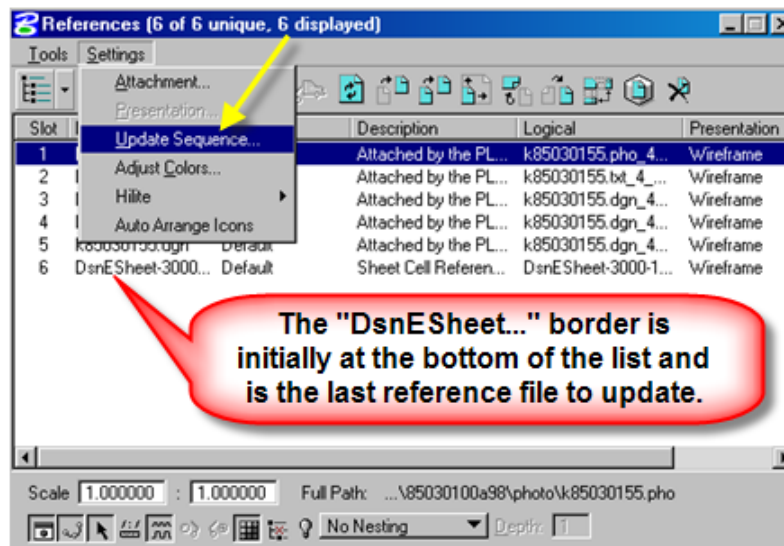 References (6 of 6 unique, 6 displayed)
Tools Settings
Attachment...
Presentation...
Update Sequence...
Adjust Colors...
Hilite
Auto Arrange Icons
Slot Description Logical Presentation
1 Attached by the PL... k85030155.pho_4... Wireframe
2 Attached by the PL... k85030155.txt_4_... Wireframe
3 Attached by the PL... k85030155.dgn_4... Wireframe
4 Attached by the PL... k85030155.dgn_4... Wireframe
5 k85030155.dgn Default Attached by the PL... k85030155.dgn_4... Wireframe
6 DsnESheet-3000... Default Sheet Cell Referen... DsnESheet-3000-1... Wireframe
The "DsnESheet..." border is
initially at the bottom of the list and
is the last reference file to update.
Scale 1.000000 : 1.000000 Full Path: ...\85030100a98\photo\k85030155.pho
No Nesting Depth: 1